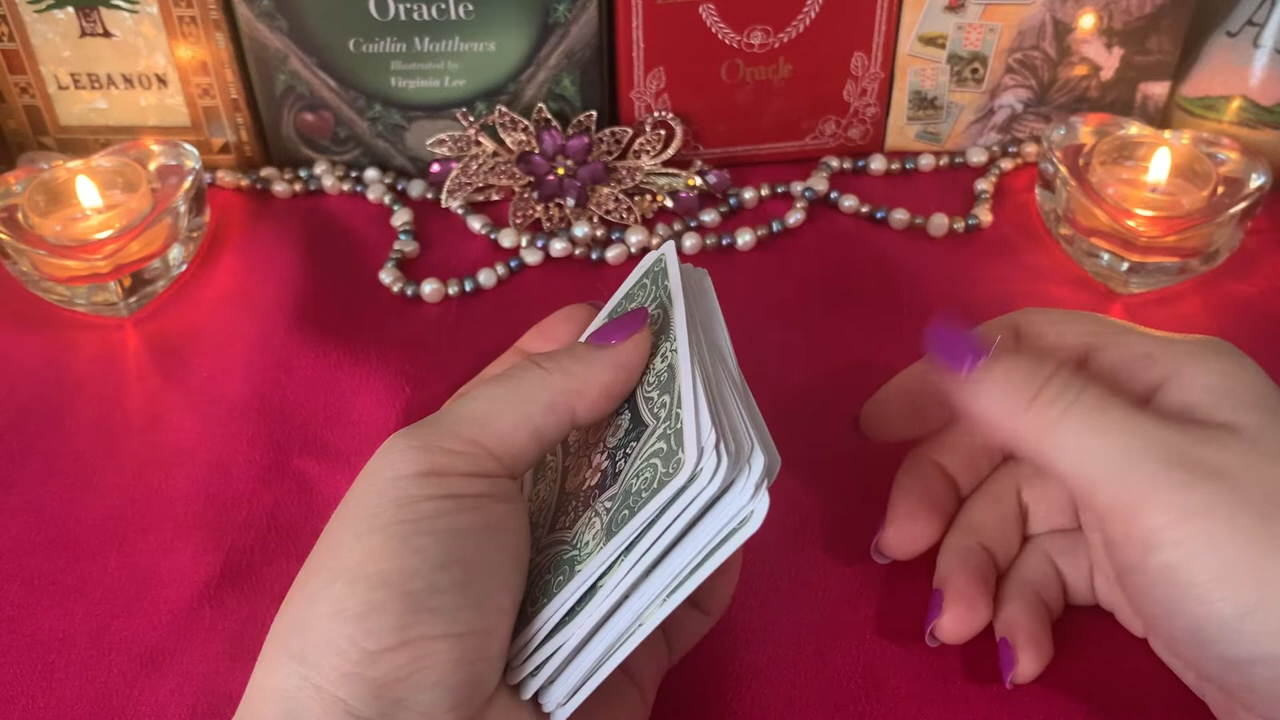 LEBANON
Oracle
Caitlín Matthews
Illustrated by
Virginia Lee
Oracle